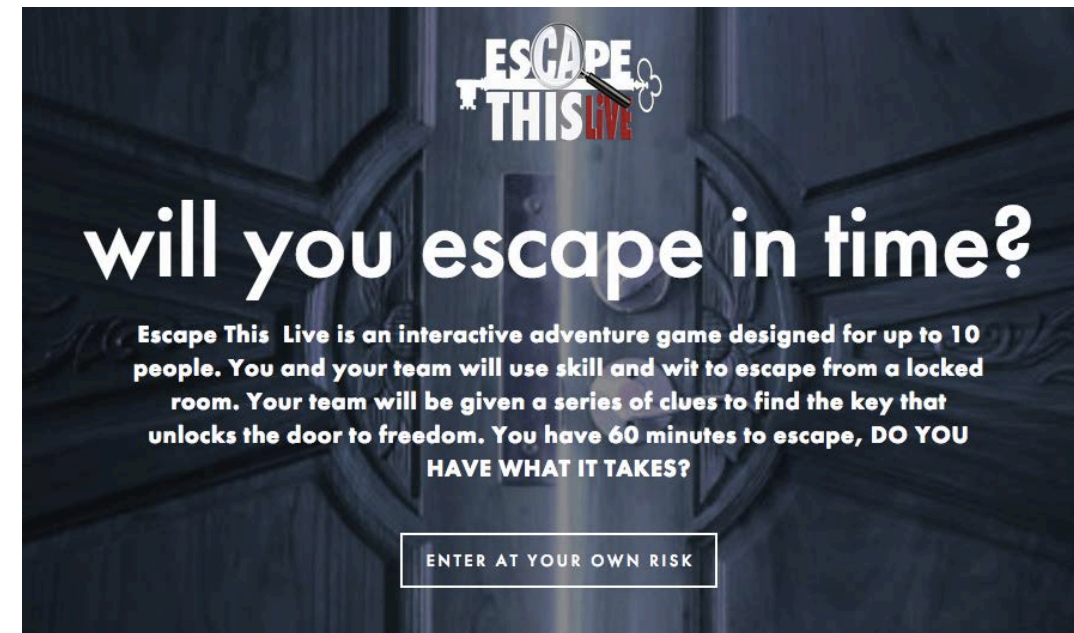 ESCAPE
THIS LIVE
will you escape in time?
Escape This Live is an interactive adventure game designed for up to 10
people. You and your team will use skill and wit to escape from a locked
room. Your team will be given a series of clues to find the key that
unlocks the door to freedom. You have 60 minutes to escape, DO YOU
HAVE WHAT IT TAKES?
ENTER AT YOUR OWN RISK